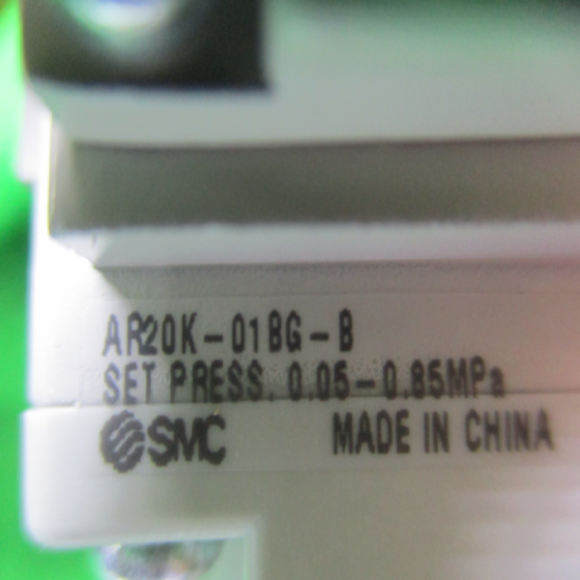 AR20K-01BG-B
SET PRESS. 0.05-0.85MPa
SMC MADE IN CHINA